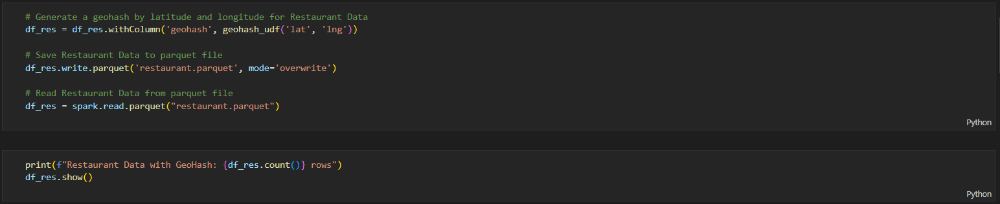 # Generate a geohash by latitude and longitude for Restaurant Data
df_res = df_res.withColumn('geohash', geohash_udf('lat', 'lng'))
# Save Restaurant Data to parquet file
df_res.write.parquet('restaurant.parquet', mode='overwrite')
# Read Restaurant Data from parquet file
df_res = spark.read.parquet("restaurant.parquet")
Python
print(f"Restaurant Data with GeoHash: {df_res.count()} rows")
df_res.show()
Python